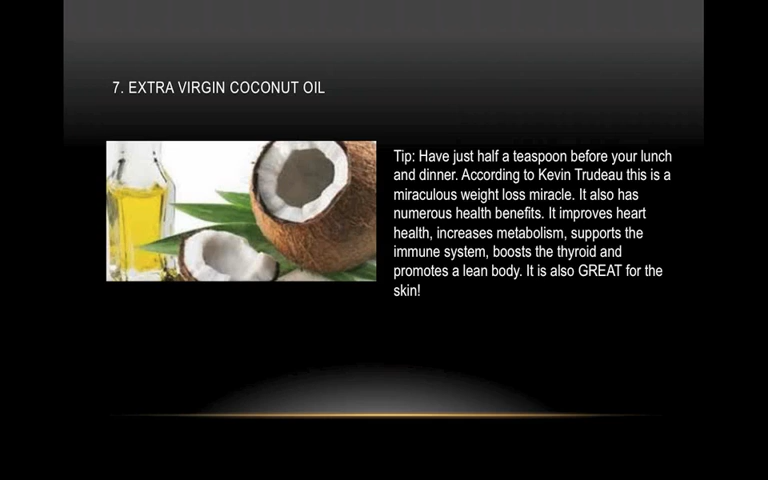 7. EXTRA VIRGIN COCONUT OIL
Tip: Have just half a teaspoon before your lunch
and dinner. According to Kevin Trudeau this is a
miraculous weight loss miracle. It also has
numerous health benefits. It improves heart
health, increases metabolism, supports the
immune system, boosts the thyroid and
promotes a lean body. It is also GREAT for the
skin!